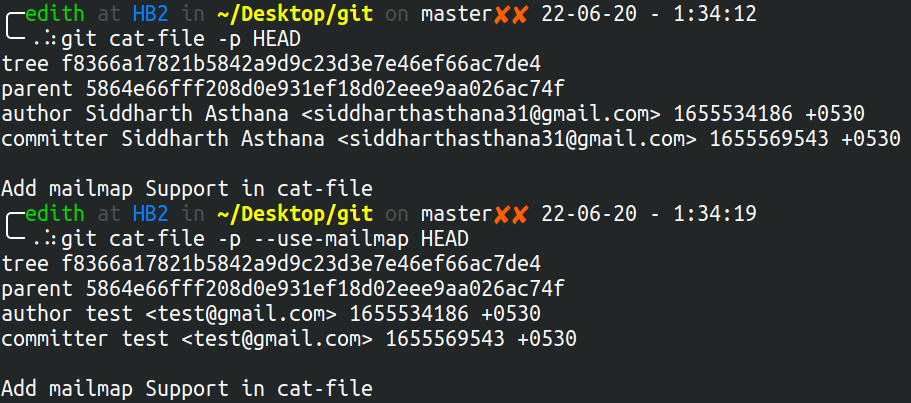 edith at HB2 in ~/Desktop/git on master✘✘ 22-06-20 - 1:34:12
git cat-file -p HEAD
tree f8366a17821b5842a9d9c23d3e7e46ef66ac7de4
parent 5864e66fff208d0e931ef18d02eee9aa026ac74f
author Siddharth Asthana <siddharthasthana31@gmail.com> 1655534186 +0530
committer Siddharth Asthana <siddharthasthana31@gmail.com> 1655569543 +0530
Add mailmap Support in cat-file
edith at HB2 in ~/Desktop/git on master✘✘ 22-06-20 - 1:34:19
git cat-file -p --use-mailmap HEAD
tree f8366a17821b5842a9d9c23d3e7e46ef66ac7de4
parent 5864e66fff208d0e931ef18d02eee9aa026ac74f
author test <test@gmail.com> 1655534186 +0530
committer test <test@gmail.com> 1655569543 +0530
Add mailmap Support in cat-file